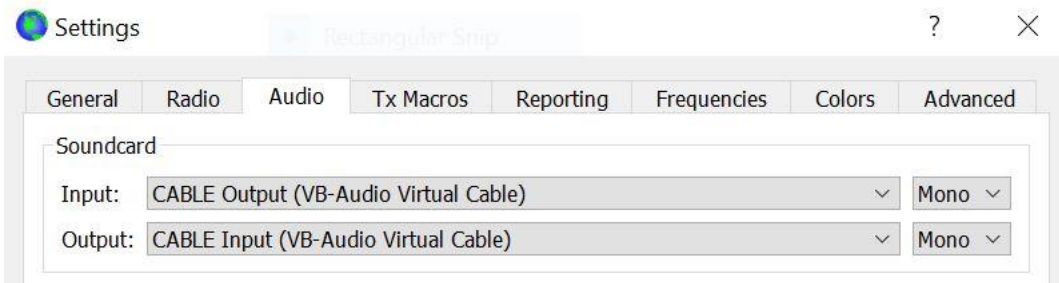 Settings
Rectangular Snip
?
General Radio Audio Tx Macros Reporting Frequencies Colors Advanced
Soundcard
Input: CABLE Output (VB-Audio Virtual Cable) Mono
Output: CABLE Input (VB-Audio Virtual Cable) Mono